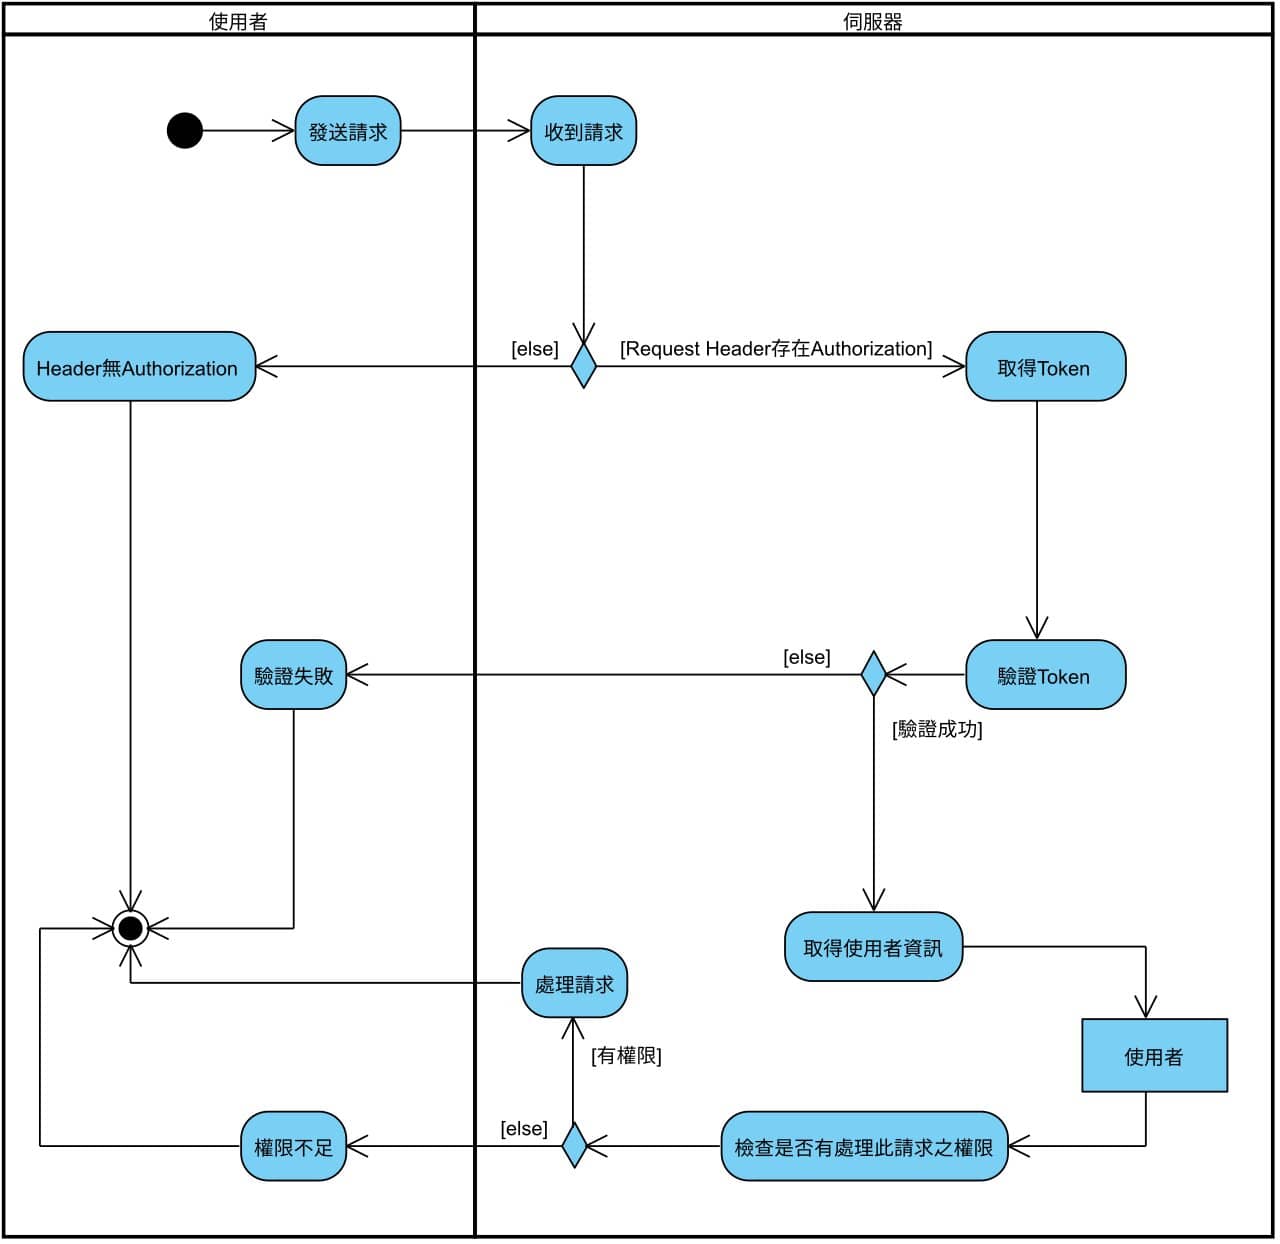 使用者
伺服器
發送請求
收到請求
[else]
[Request Header存在Authorization]
Header無Authorization
取得Token
[else]
驗證失敗
驗證Token
[驗證成功]
取得使用者資訊
處理請求
[有權限]
使用者
[else]
權限不足
檢查是否有處理此請求之權限